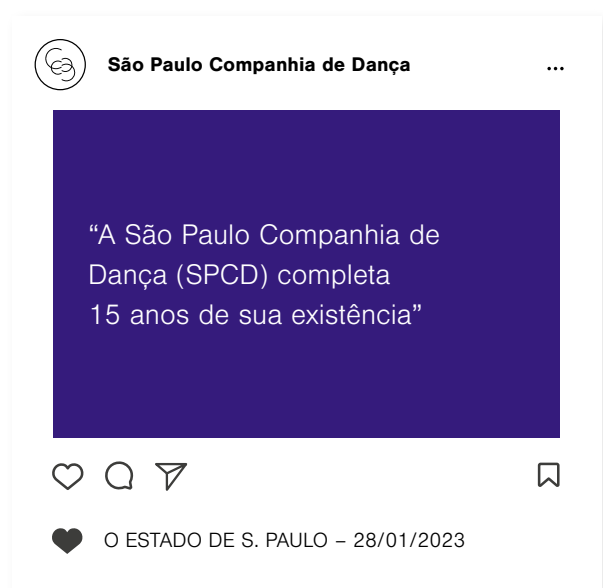 São Paulo Companhia de Dança
...
“A São Paulo Companhia de
Dança (SPCD) completa
15 anos de sua existência”
O ESTADO DE S. PAULO – 28/01/2023